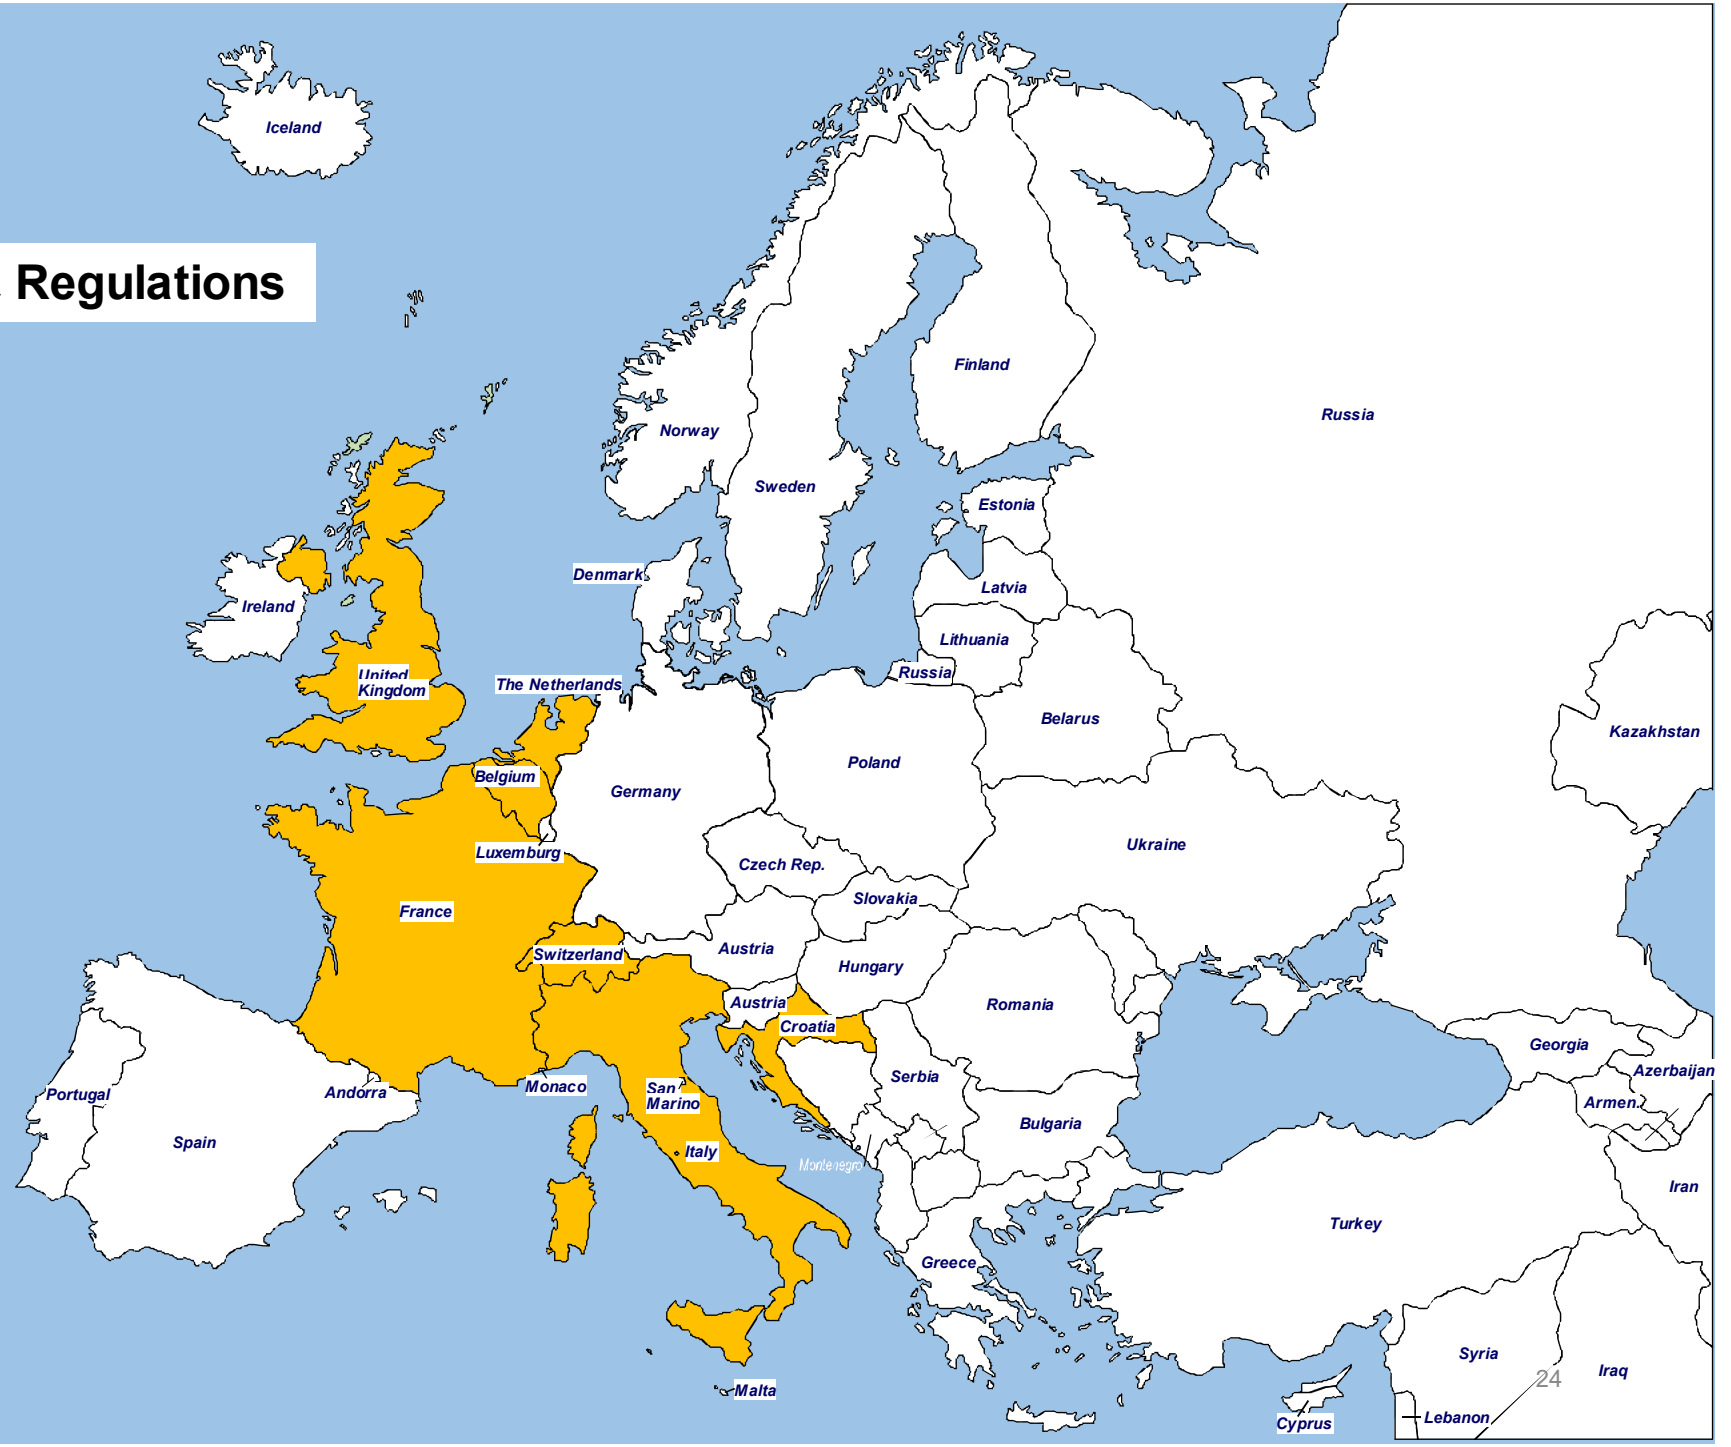 Iceland
Regulations
Finland
Russia
Norway
Sweden
Estonia
Denmark
Latvia
Ireland
Lithuania
Russia
United
Kingdom
The Netherlands
Belarus
Kazakhstan
Poland
Belgium
Germany
Ukraine
Luxemburg
Czech Rep.
Slovakia
France
Switzerland
Austria
Hungary
Austria
Romania
Croatia
Georgia
Azerbaijan
Serbia
Monaco
San
Marino
Andorra
Portugal
Armen.
Bulgaria
Spain
Italy
Montenegro
Iran
Turkey
Greece
Syria
Iraq
24
Malta
Cyprus
Lebanon